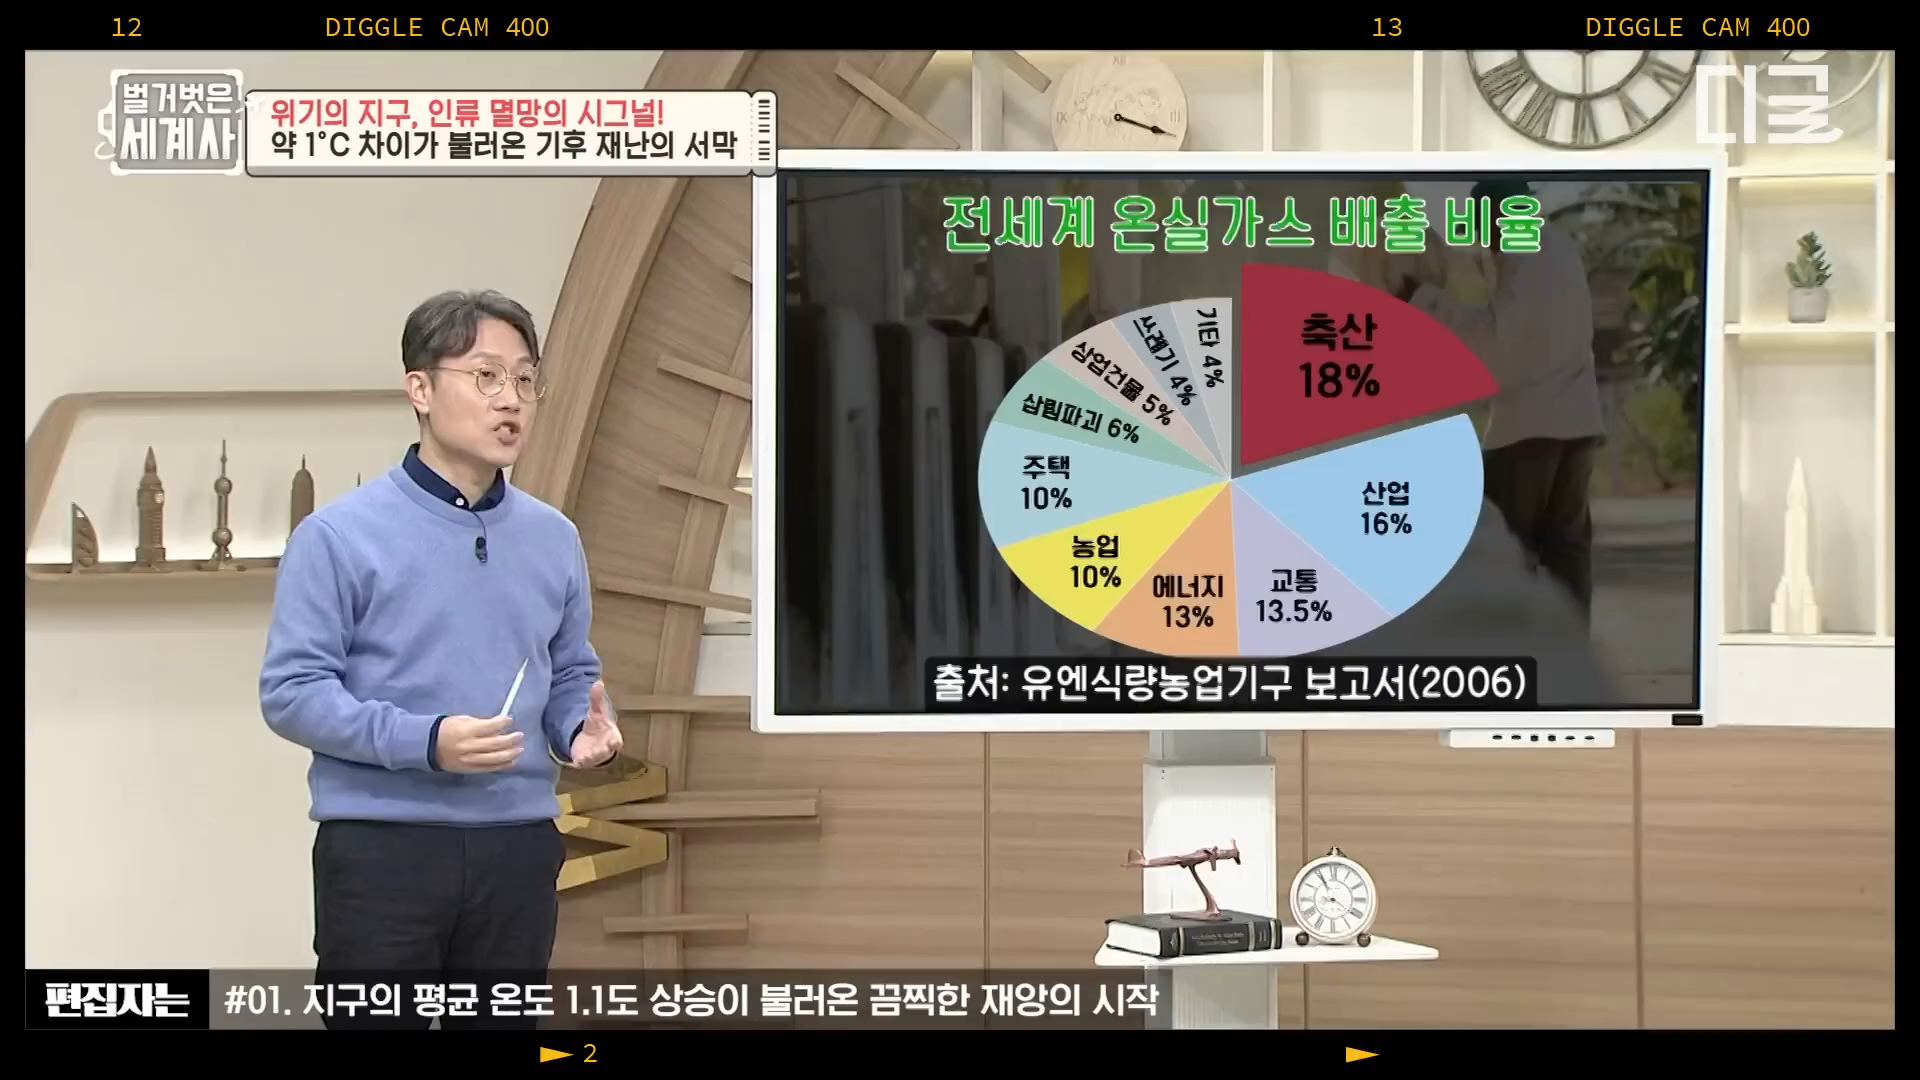 12
DIGGLE CAM 400
13
DIGGLE CAM 400
벌거벗은
세계사
위기의 지구, 인류 멸망의 시그널!
약 1°C 차이가 불러온 기후 재난의 서막
디글
전세계 온실가스 배출 비율
축산
18%
산업
16%
교통
13.5%
에너지
13%
농업
10%
주택
10%
삼림파괴 6%
상업건물 5%
쓰레기 4%
기타 4%
출처: 유엔식량농업기구 보고서(2006)
편집자는
#01. 지구의 평균 온도 1.1도 상승이 불러온 끔찍한 재앙의 시작
2